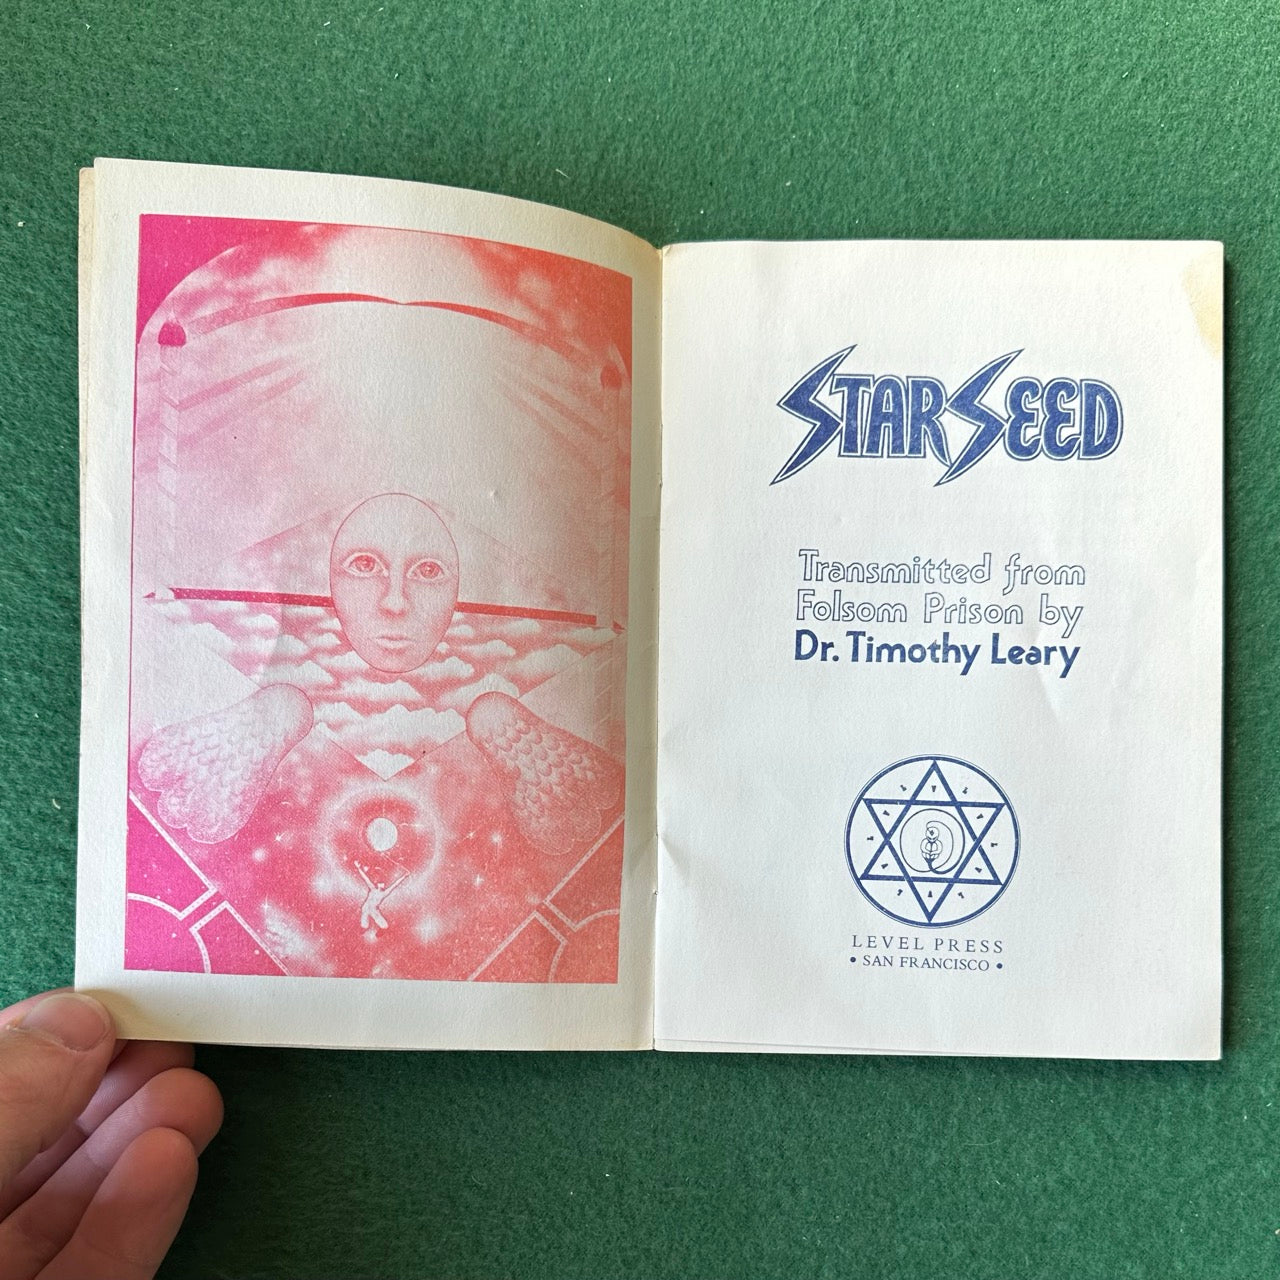 STARSEED
Transmitted from
Folsom Prison by
Dr. Timothy Leary
LEVEL PRESS
• SAN FRANCISCO •